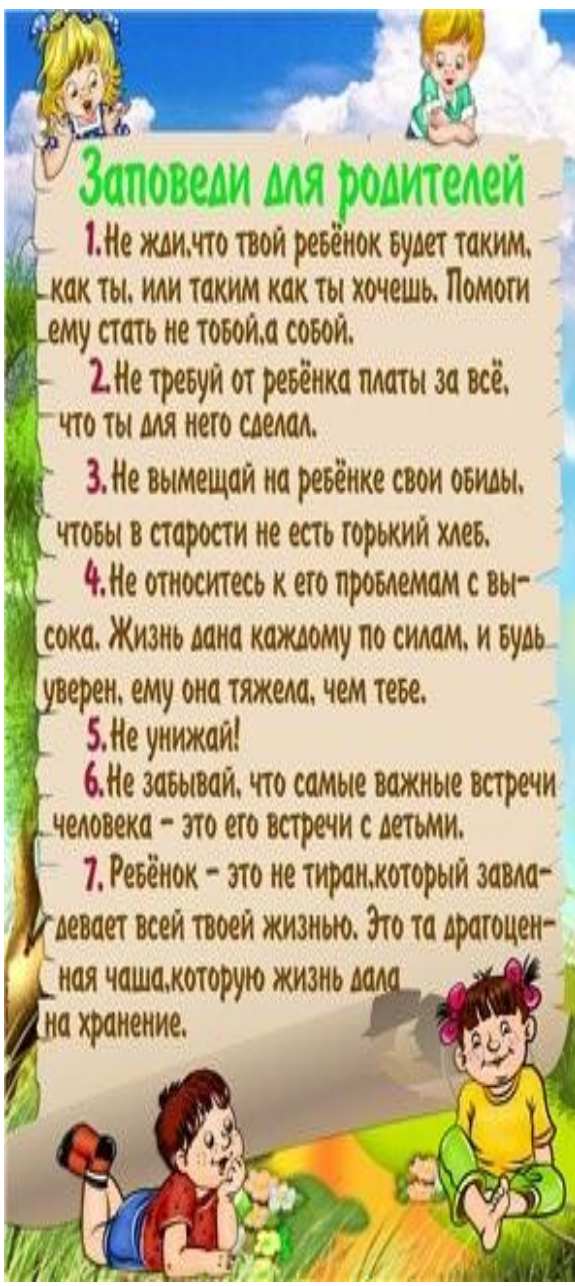 Заповеди для родителей
1.Не жди,что твой ребёнок будет таким,
как ты, или таким как ты хочешь. Помоги
ему стать не тобой,а собой.
2.Не требуй от ребёнка платы за всё,
что ты для него сделал.
3.Не вымещай на ребёнке свои обиды,
чтобы в старости не есть горький хлеб.
4.Не относитесь к его проблемам с вы-
сока. Жизнь дана каждому по силам, и будь
уверен, ему она тяжела, чем тебе.
5.Не унижай!
6.Не забывай, что самые важные встречи
человека – это его встречи с детьми.
7.Ребёнок – это не тиран,который завла-
девает всей твоей жизнью. Это та драгоцен-
ная чаша,которую жизнь дала
на хранение.